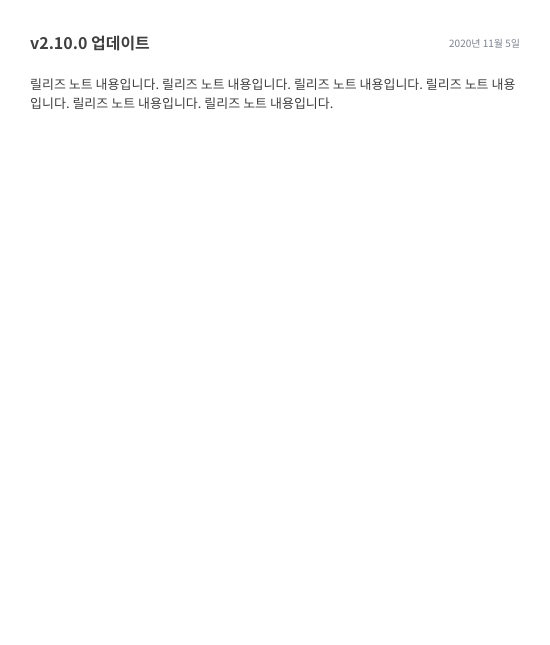 v2.10.0 업데이트
2020년 11월 5일
릴리즈 노트 내용입니다. 릴리즈 노트 내용입니다. 릴리즈 노트 내용입니다. 릴리즈 노트 내용
입니다. 릴리즈 노트 내용입니다. 릴리즈 노트 내용입니다.